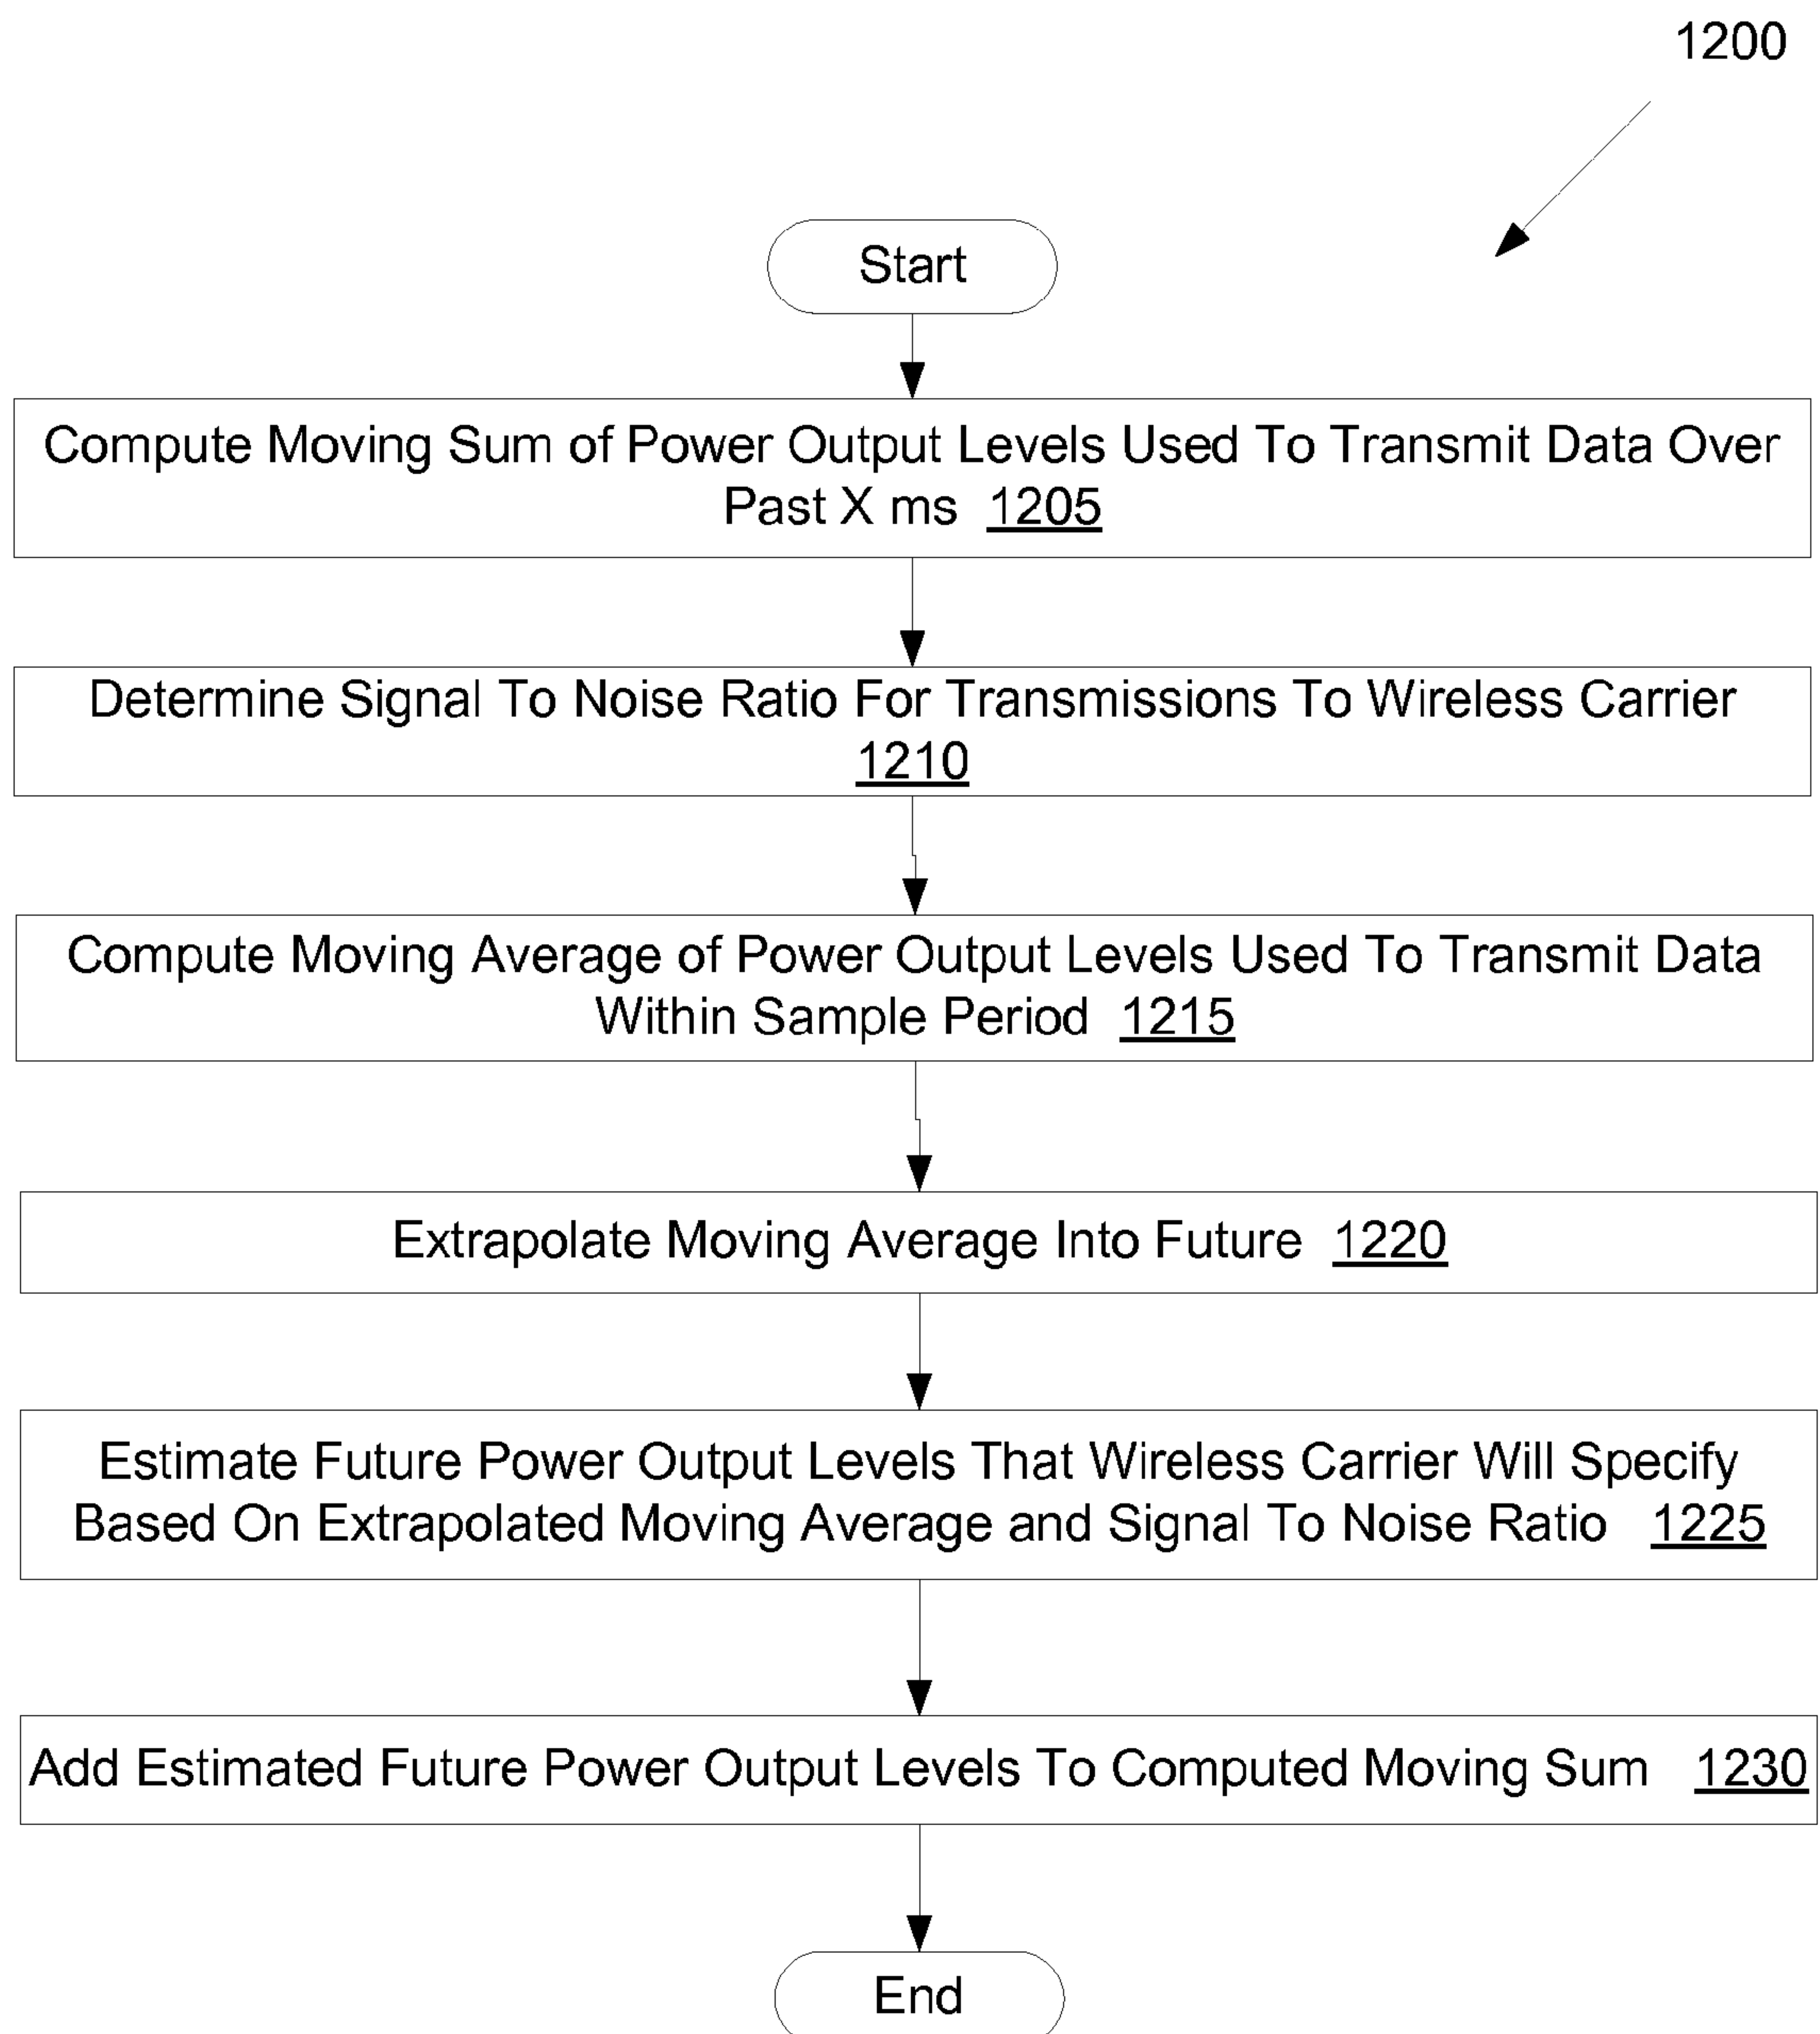 1200
Start
Compute Moving Sum of Power Output Levels Used To Transmit Data Over
Past X ms 1205
Determine Signal To Noise Ratio For Transmissions To Wireless Carrier
1210
Compute Moving Average of Power Output Levels Used To Transmit Data
Within Sample Period 1215
Extrapolate Moving Average Into Future 1220
Estimate Future Power Output Levels That Wireless Carrier Will Specify
Based On Extrapolated Moving Average and Signal To Noise Ratio 1225
Add Estimated Future Power Output Levels To Computed Moving Sum 1230
End